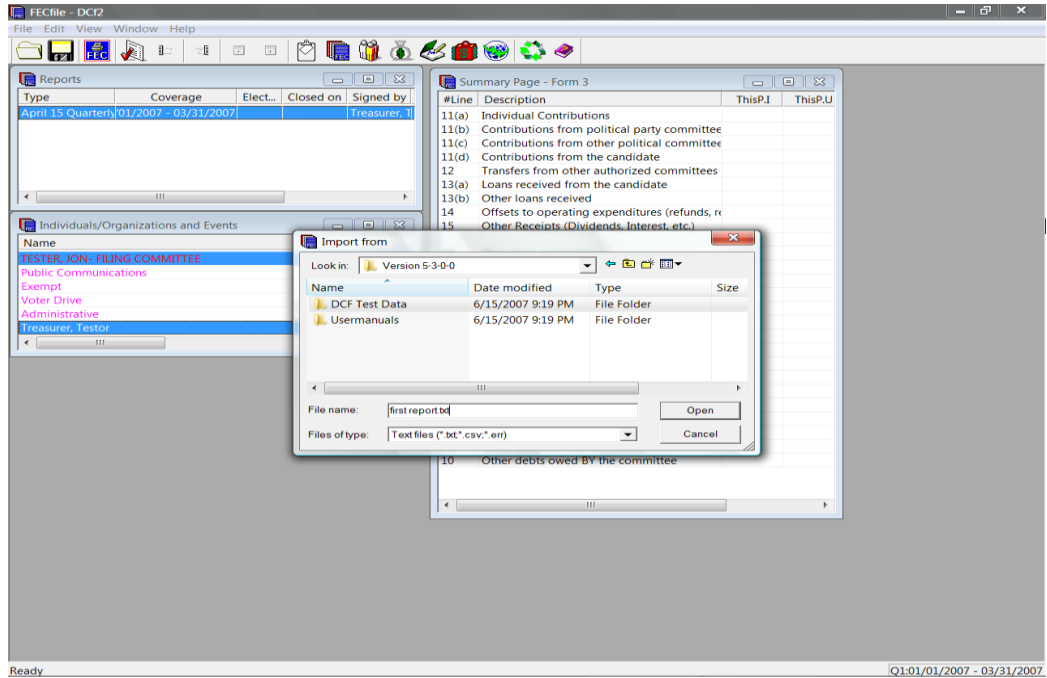 FECfile - DCf2
File Edit View Window Help
FEC
Reports
Type Coverage Elect... Closed on Signed by
April 15 Quarterly '01/2007 - 03/31/2007 Treasurer, T
Individuals/Organizations and Events
Name
TESTER, JON- FILING COMMITTEE
Public Communications
Exempt
Voter Drive
Administrative
Treasurer, Testor
Summary Page - Form 3
#Line Description ThisP.I ThisP.U
11(a) Individual Contributions
11(b) Contributions from political party committee
11(c) Contributions from other political committee
11(d) Contributions from the candidate
12 Transfers from other authorized committees
13(a) Loans received from the candidate
13(b) Other loans received
14 Offsets to operating expenditures (refunds, re
15 Other Receipts (Dividends, Interest, etc.)
10 Other debts owed BY the committee
Import from
Look in: Version 5-3-0-0
Name Date modified Type Size
DCF Test Data 6/15/2007 9:19 PM File Folder
Usermanuals 6/15/2007 9:19 PM File Folder
File name: first report.txt Open
Files of type: Text files (*.txt;*.csv;*.err) Cancel
Ready Q1:01/01/2007 - 03/31/2007